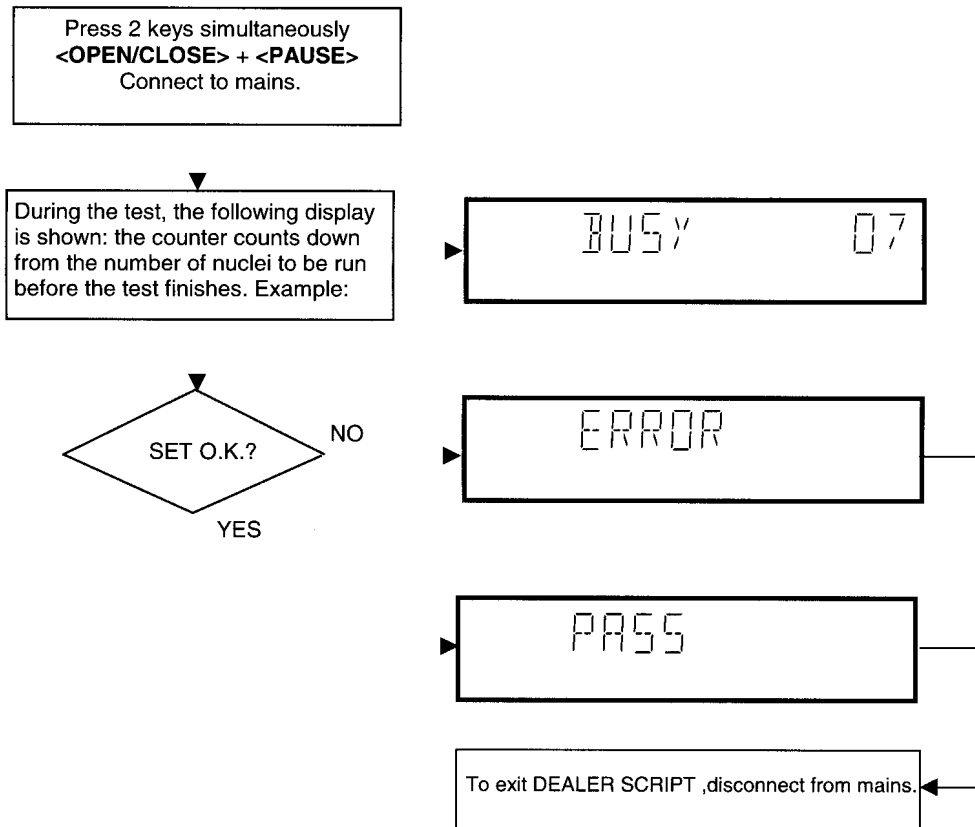 Press 2 keys simultaneously
<OPEN/CLOSE> + <PAUSE>
Connect to mains.
During the test, the following display
is shown: the counter counts down
from the number of nuclei to be run
before the test finishes. Example:
BUSY 07
SET O.K.?
NO
YES
ERROR
PASS
To exit DEALER SCRIPT ,disconnect from mains.